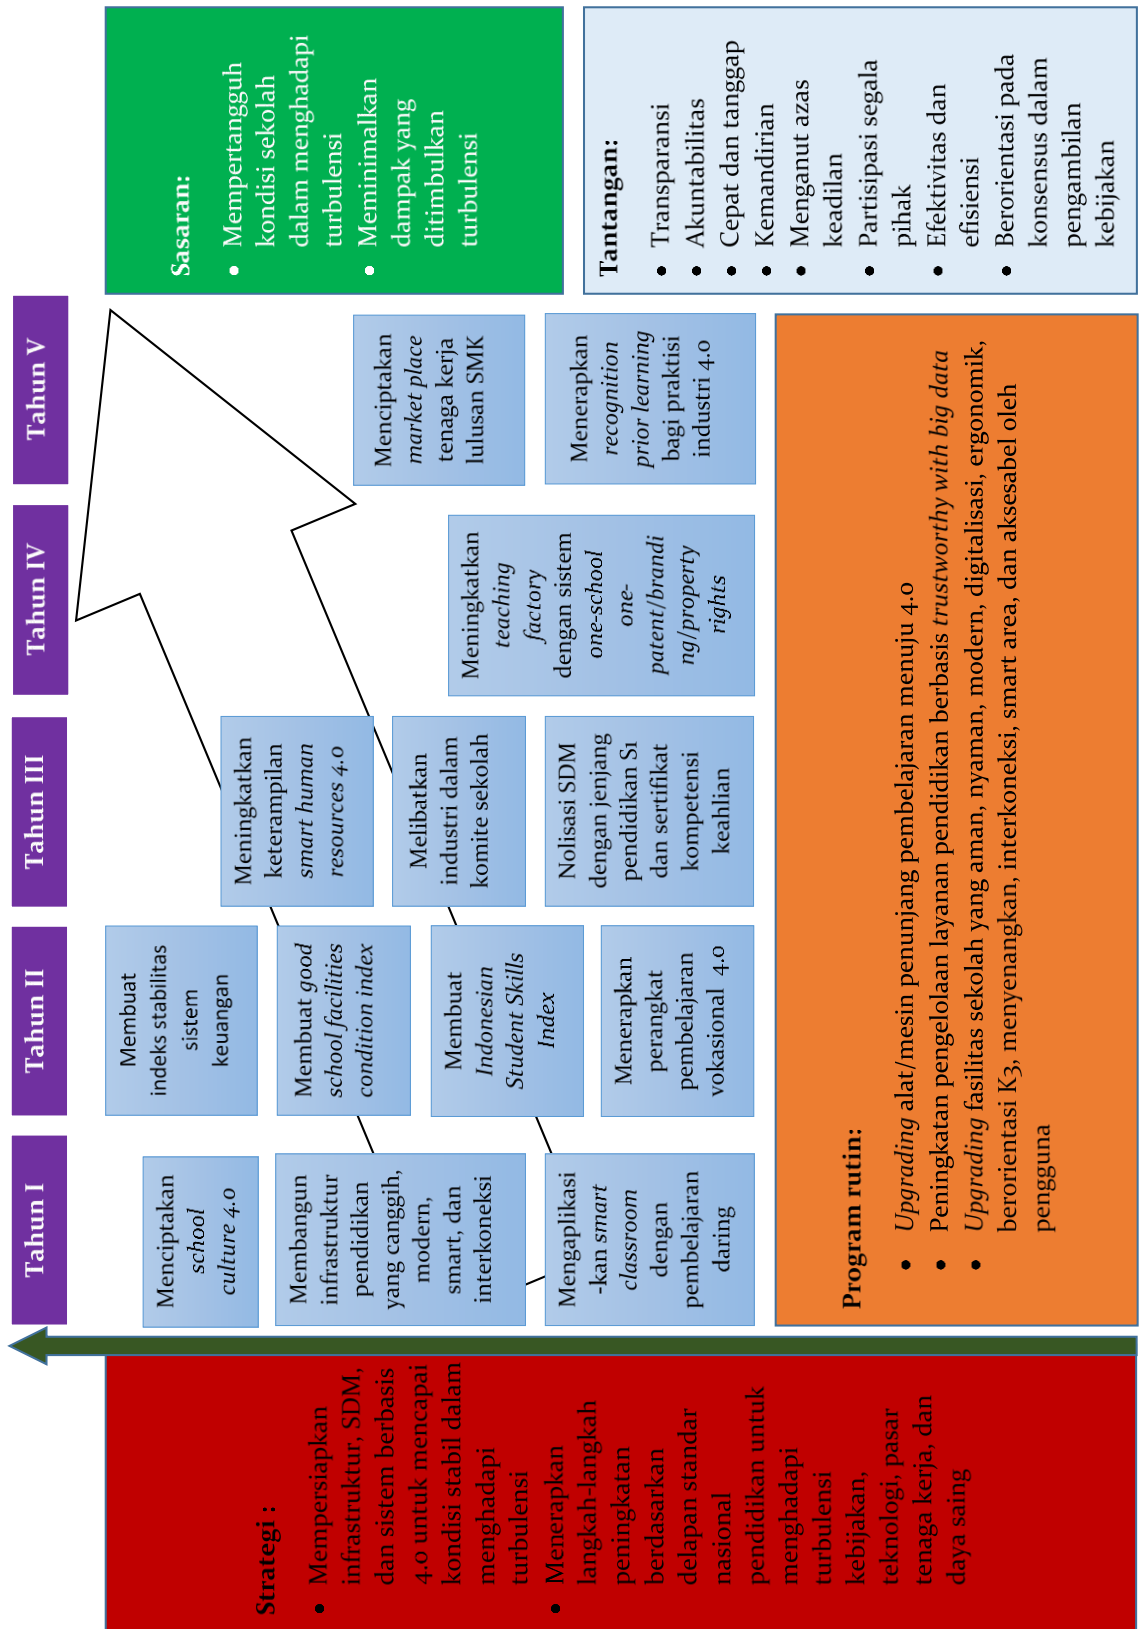 Strategi :
• Mempersiapkan
infrastruktur, SDM,
dan sistem berbasis
4.0 untuk mencapai
kondisi stabil dalam
menghadapi
turbulensi
• Menerapkan
langkah-langkah
peningkatan
berdasarkan
delapan standar
nasional
pendidikan untuk
menghadapi
turbulensi
kebijakan,
teknologi, pasar
tenaga kerja, dan
daya saing
Tahun I
Menciptakan
school
culture 4.0
Membangun
infrastruktur
pendidikan
yang canggih,
modern,
smart, dan
interkoneksi
Mengaplikasi
-kan smart
classroom
dengan
pembelajaran
daring
Tahun II
Membuat
indeks stabilitas
sistem
keuangan
Membuat good
school facilities
condition index
Membuat
Indonesian
Student Skills
Index
Menerapkan
perangkat
pembelajaran
vokasional 4.0
Tahun III
Meningkatkan
keterampilan
smart human
resources 4.0
Melibatkan
industri dalam
komite sekolah
Nolisasi SDM
dengan jenjang
pendidikan S1
dan sertifikat
kompetensi
keahlian
Tahun IV
Meningkatkan
teaching
factory
dengan sistem
one-school
one-
patent/brandi
ng/property
rights
Tahun V
Menciptakan
market place
tenaga kerja
lulusan SMK
Menerapkan
recognition
prior learning
bagi praktisi
industri 4.0
Program rutin:
• Upgrading alat/mesin penunjang pembelajaran menuju 4.0
• Peningkatan pengelolaan layanan pendidikan berbasis trustworthy with big data
• Upgrading fasilitas sekolah yang aman, nyaman, modern, digitalisasi, ergonomik,
berorientasi K3, menyenangkan, interkoneksi, smart area, dan aksesabel oleh
pengguna
Sasaran:
• Mempertangguh
kondisi sekolah
dalam menghadapi
turbulensi
• Meminimalkan
dampak yang
ditimbulkan
turbulensi
Tantangan:
• Transparansi
• Akuntabilitas
• Cepat dan tanggap
• Kemandirian
• Menganut azas
keadilan
• Partisipasi segala
pihak
• Efektivitas dan
efisiensi
• Berorientasi pada
konsensus dalam
pengambilan
kebijakan